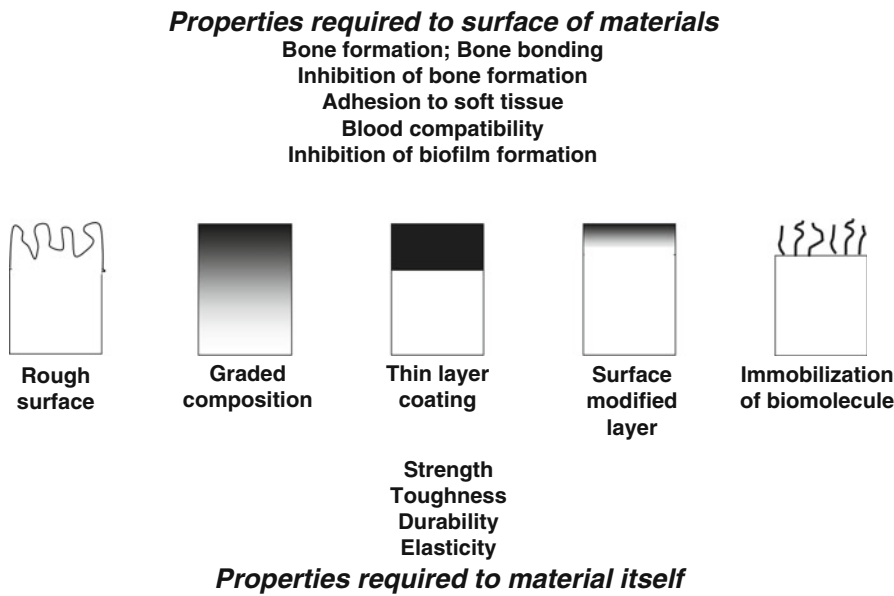 Properties required to surface of materials
Bone formation; Bone bonding
Inhibition of bone formation
Adhesion to soft tissue
Blood compatibility
Inhibition of biofilm formation
Rough
surface
Graded
composition
Thin layer
coating
Surface
modified
layer
Immobilization
of biomolecule
Strength
Toughness
Durability
Elasticity
Properties required to material itself